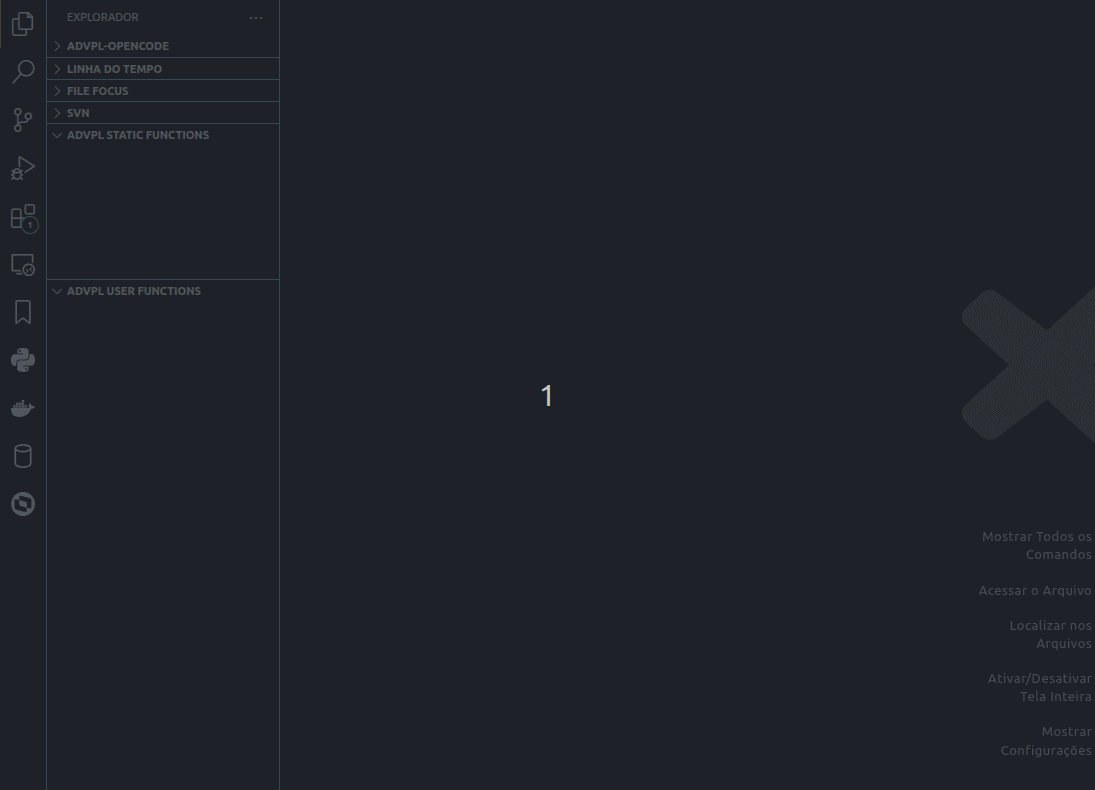 EXPLORADOR
ADVPL-OPENCODE
LINHA DO TEMPO
FILE FOCUS
SVN
ADVPL STATIC FUNCTIONS
1
ADVPL USER FUNCTIONS
1
Mostrar Todos os
Comandos
Acessar o Arquivo
Localizar nos
Arquivos
Ativar/Desativar
Tela Inteira
Mostrar
Configurações